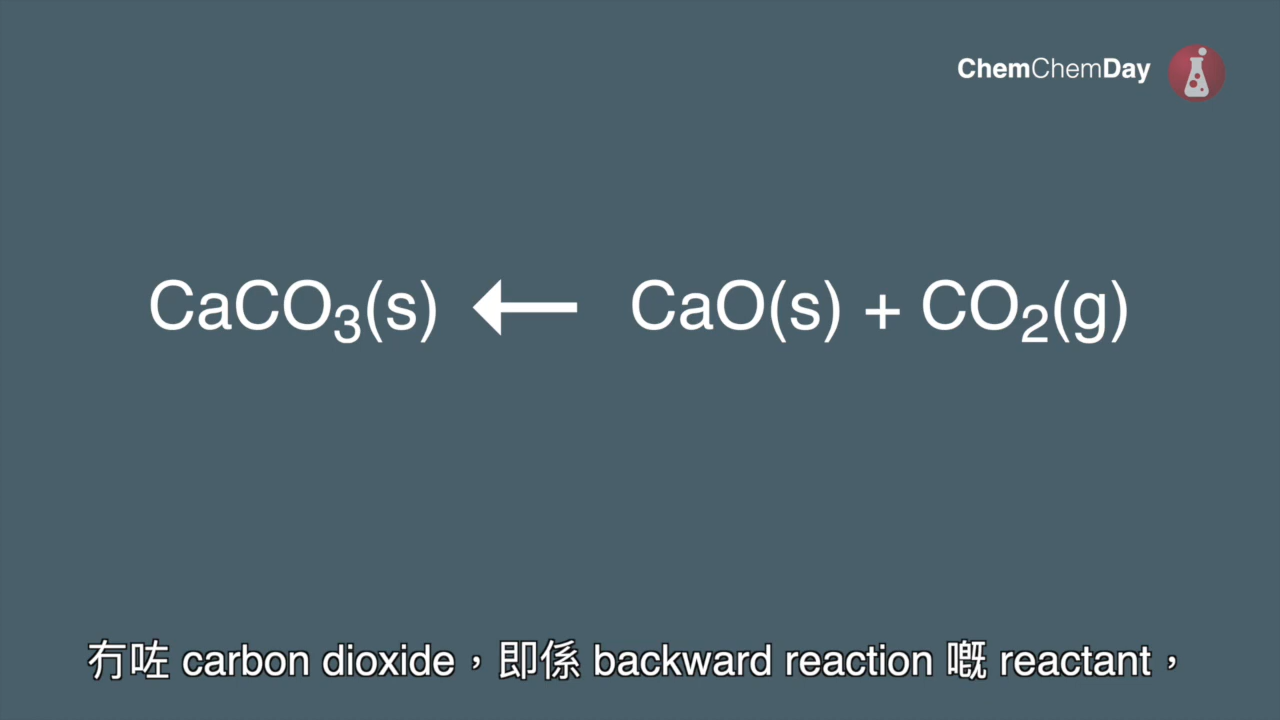 ChemChemDay
CaCO₃(s) ← CaO(s) + CO₂(g)
冇咗 carbon dioxide，即係 backward reaction 嘅 reactant，